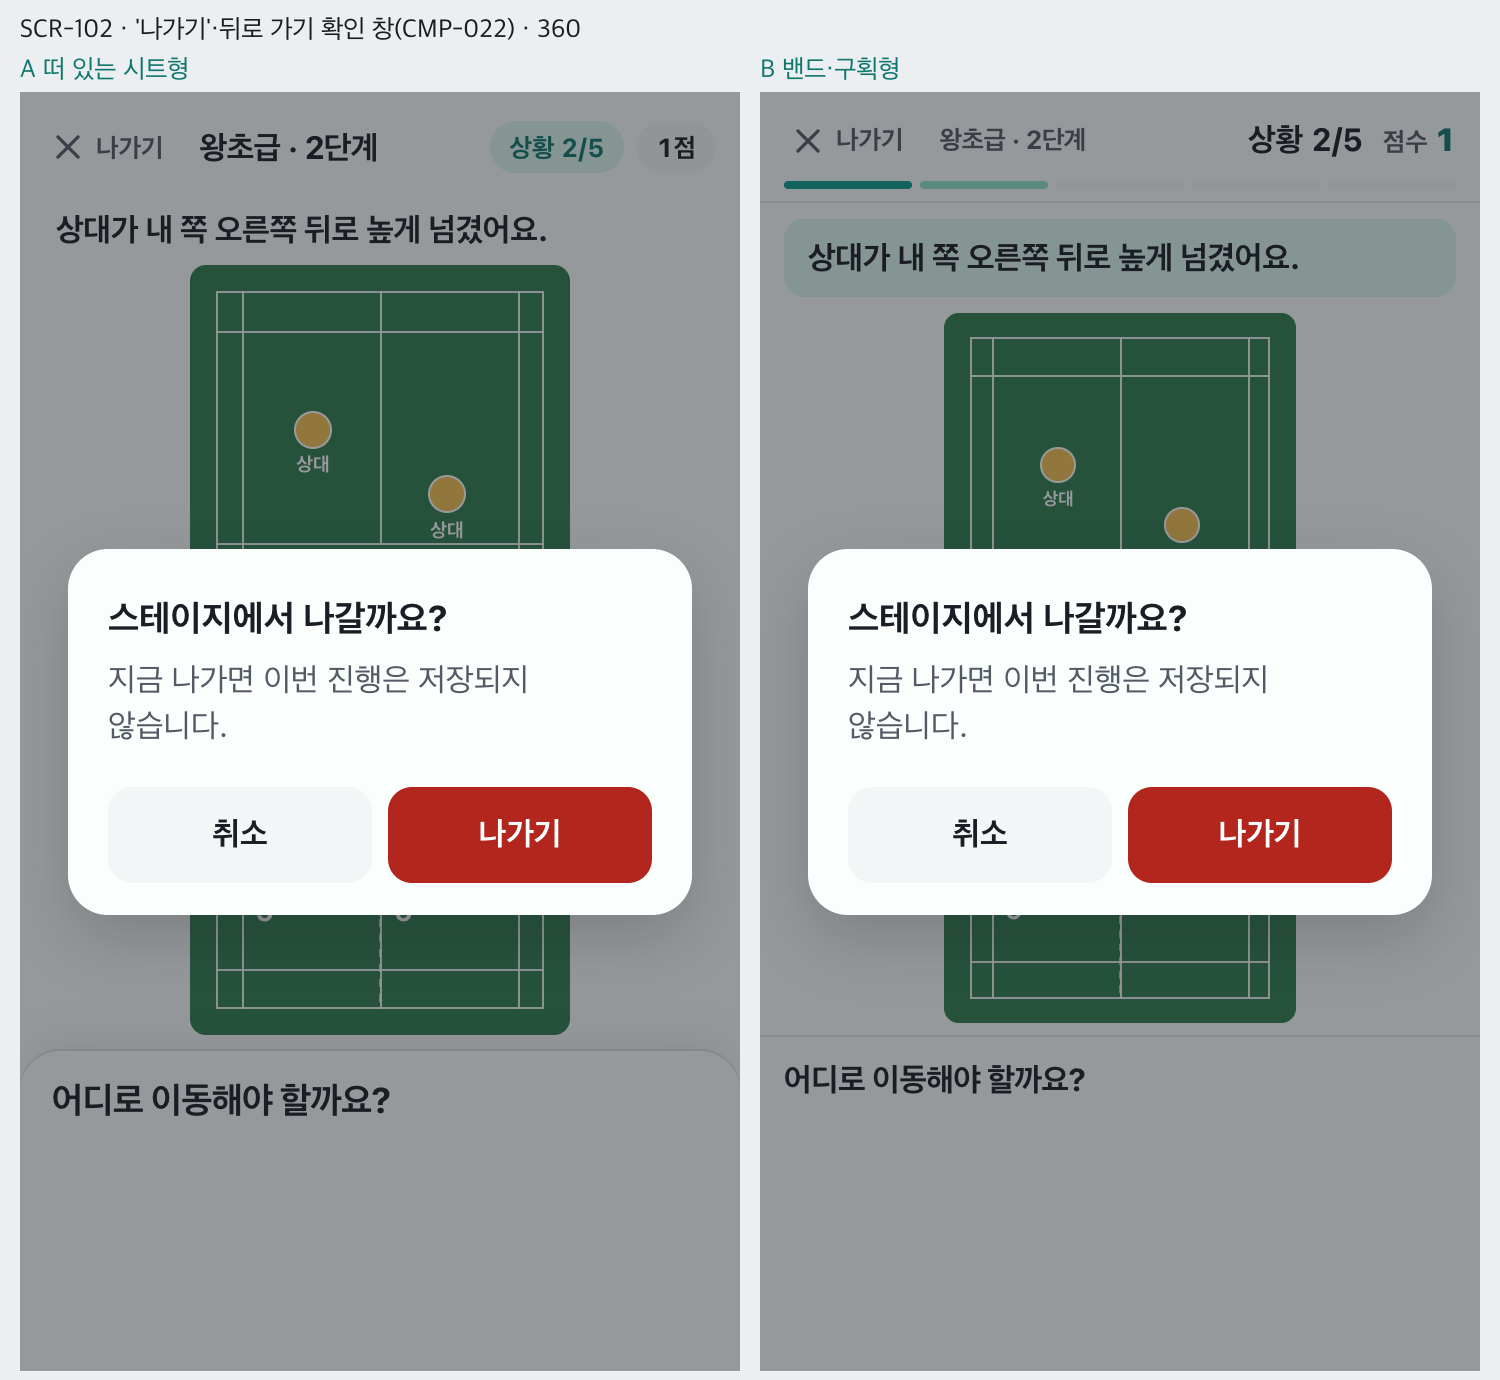 SCR-102 · '나가기'·뒤로 가기 확인 창(CMP-022) · 360
A 떠 있는 시트형
나가기 왕초급 · 2단계 상황 2/5 1점
상대가 내 쪽 오른쪽 뒤로 높게 넘겼어요.
상대
상대
스테이지에서 나갈까요?
지금 나가면 이번 진행은 저장되지
않습니다.
취소 나가기
어디로 이동해야 할까요?
B 밴드·구획형
나가기 왕초급 · 2단계 상황 2/5 점수 1
상대가 내 쪽 오른쪽 뒤로 높게 넘겼어요.
상대
스테이지에서 나갈까요?
지금 나가면 이번 진행은 저장되지
않습니다.
취소 나가기
어디로 이동해야 할까요?